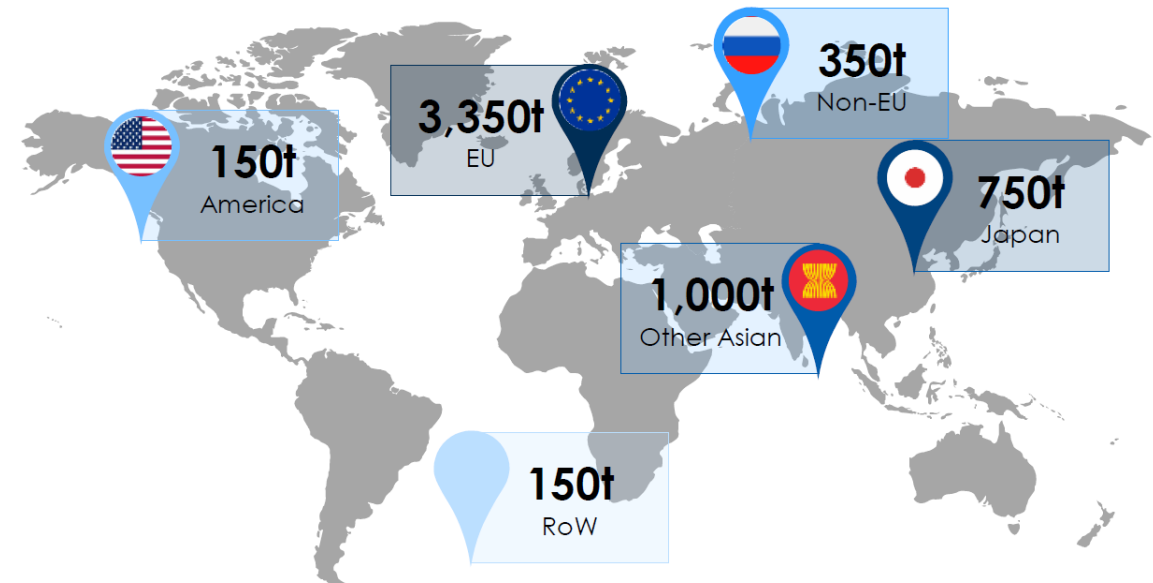 350t
Non-EU
3,350t
EU
150t
America
750t
Japan
1,000t
Other Asian
150t
RoW